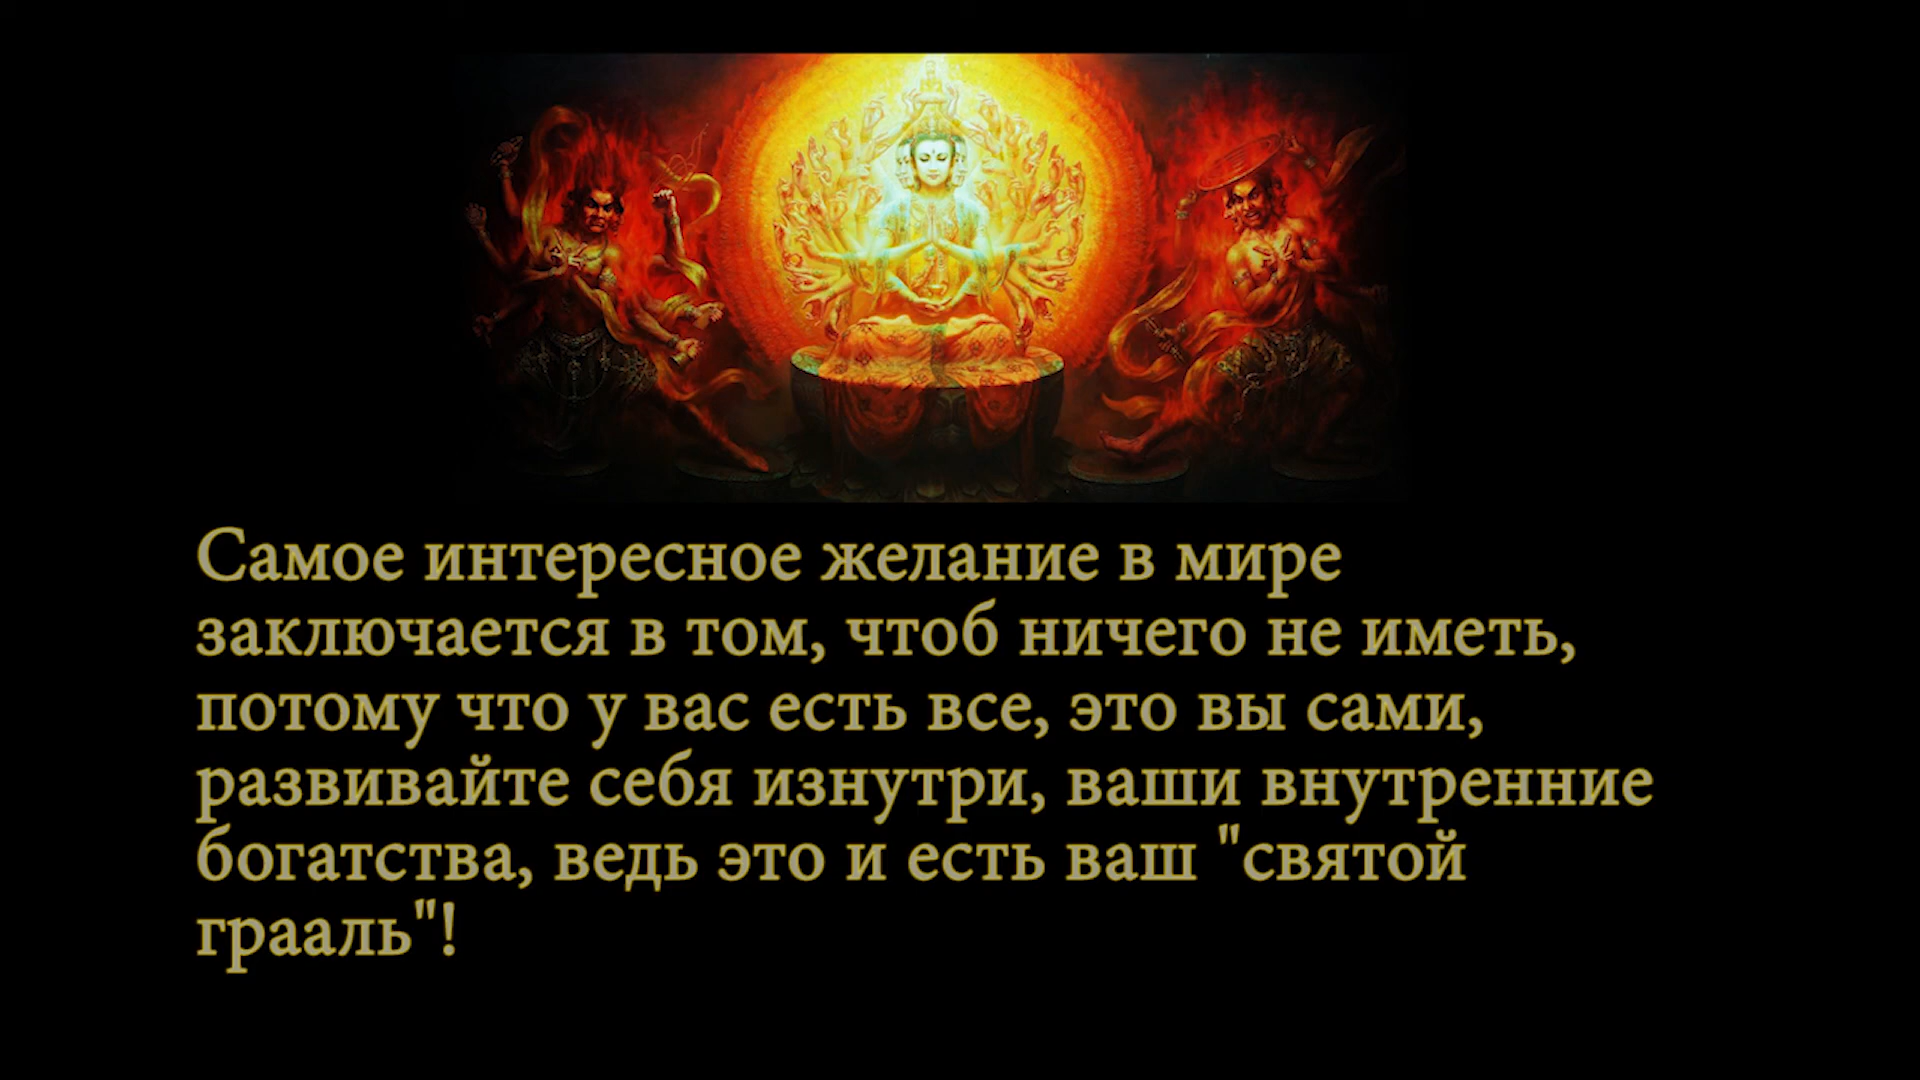 Самое интересное желание в мире
заключается в том, чтоб ничего не иметь,
потому что у вас есть все, это вы сами,
развивайте себя изнутри, ваши внутренние
богатства, ведь это и есть ваш "святой
грааль"!